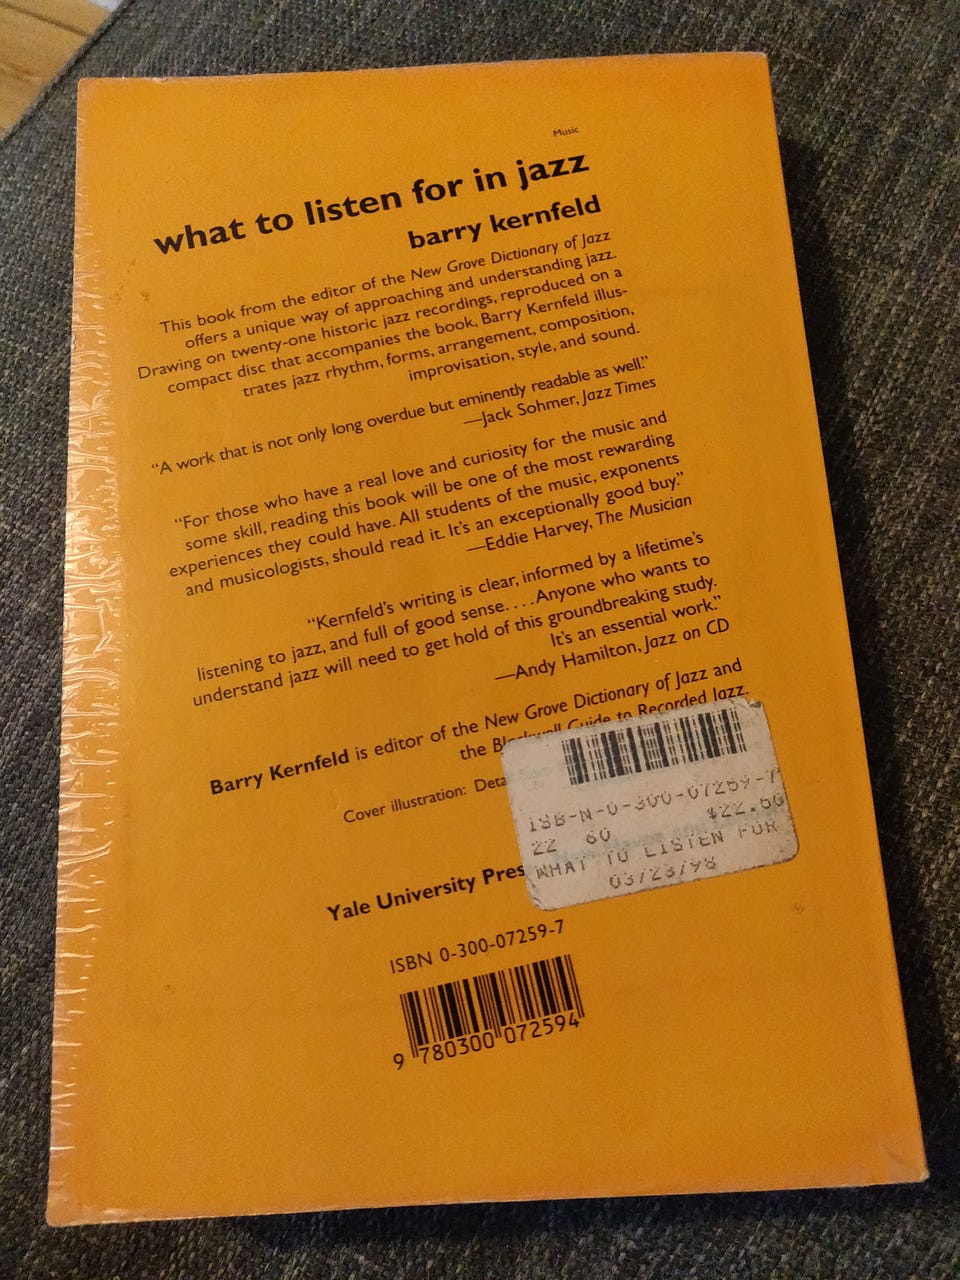 Music
what to listen for in jazz
barry kernfeld
This book from the editor of the New Grove Dictionary of Jazz
offers a unique way of approaching and understanding jazz.
Drawing on twenty-one historic jazz recordings, reproduced on a
compact disc that accompanies the book, Barry Kernfeld illus-
trates jazz rhythm, forms, arrangement, composition,
improvisation, style, and sound.
“A work that is not only long overdue but eminently readable as well.”
—Jack Sohmer, Jazz Times
“For those who have a real love and curiosity for the music and
some skill, reading this book will be one of the most rewarding
experiences they could have. All students of the music, exponents
and musicologists, should read it. It’s an exceptionally good buy.”
—Eddie Harvey, The Musician
“Kernfeld’s writing is clear, informed by a lifetime’s
listening to jazz, and full of good sense. . . . Anyone who wants to
understand jazz will need to get hold of this groundbreaking study.
It’s an essential work.”
—Andy Hamilton, Jazz on CD
Barry Kernfeld is editor of the New Grove Dictionary of Jazz and
the Blackwell Guide to Recorded Jazz.
Cover illustration:
Yale University
ISB-N-0-300-07259-7
22 60 $22.60
WHAT TO LISTEN FOR
03/23/98
ISBN 0-300-07259-7
9 780300 072594